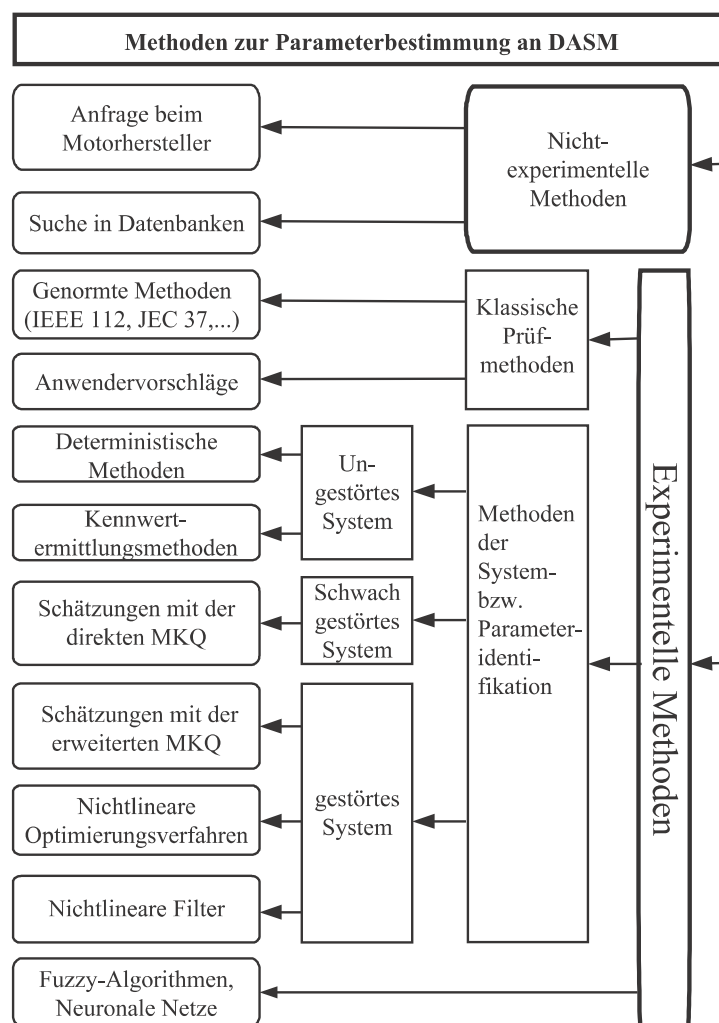 Methoden zur Parameterbestimmung an DASM
Anfrage beim
Motorhersteller
Nicht-
experimentelle
Methoden
Suche in Datenbanken
Genormte Methoden
(IEEE 112, JEC 37,...)
Klassische
Prüf-
methoden
Anwendervorschläge
Deterministische
Methoden
Un-
gestörtes
System
Kennwert-
ermittlungsmethoden
Methoden
der
System-
bzw.
Parameter-
identi-
fikation
Experimentelle Methoden
Schätzungen mit der
direkten MKQ
Schwach
gestörtes
System
Schätzungen mit der
erweiterten MKQ
gestörtes
System
Nichtlineare
Optimierungsverfahren
Nichtlineare Filter
Fuzzy-Algorithmen,
Neuronale Netze